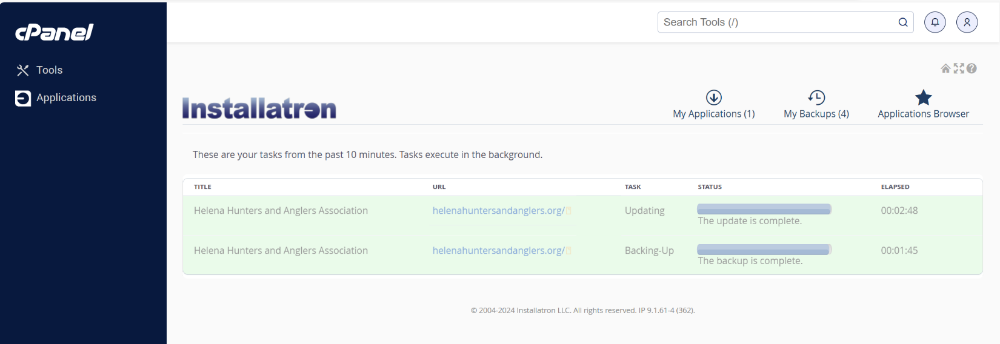 cPanel
Search Tools (/)
Tools
Applications
Installatron
My Applications (1)
My Backups (4)
Applications Browser
These are your tasks from the past 10 minutes. Tasks execute in the background.
TITLE URL TASK STATUS ELAPSED
Helena Hunters and Anglers Association helenahuntersandanglers.org/ Updating 00:02:48
The update is complete.
Helena Hunters and Anglers Association helenahuntersandanglers.org/ Backing-Up 00:01:45
The backup is complete.
© 2004-2024 Installatron LLC. All rights reserved. IP 9.1.61-4 (362).